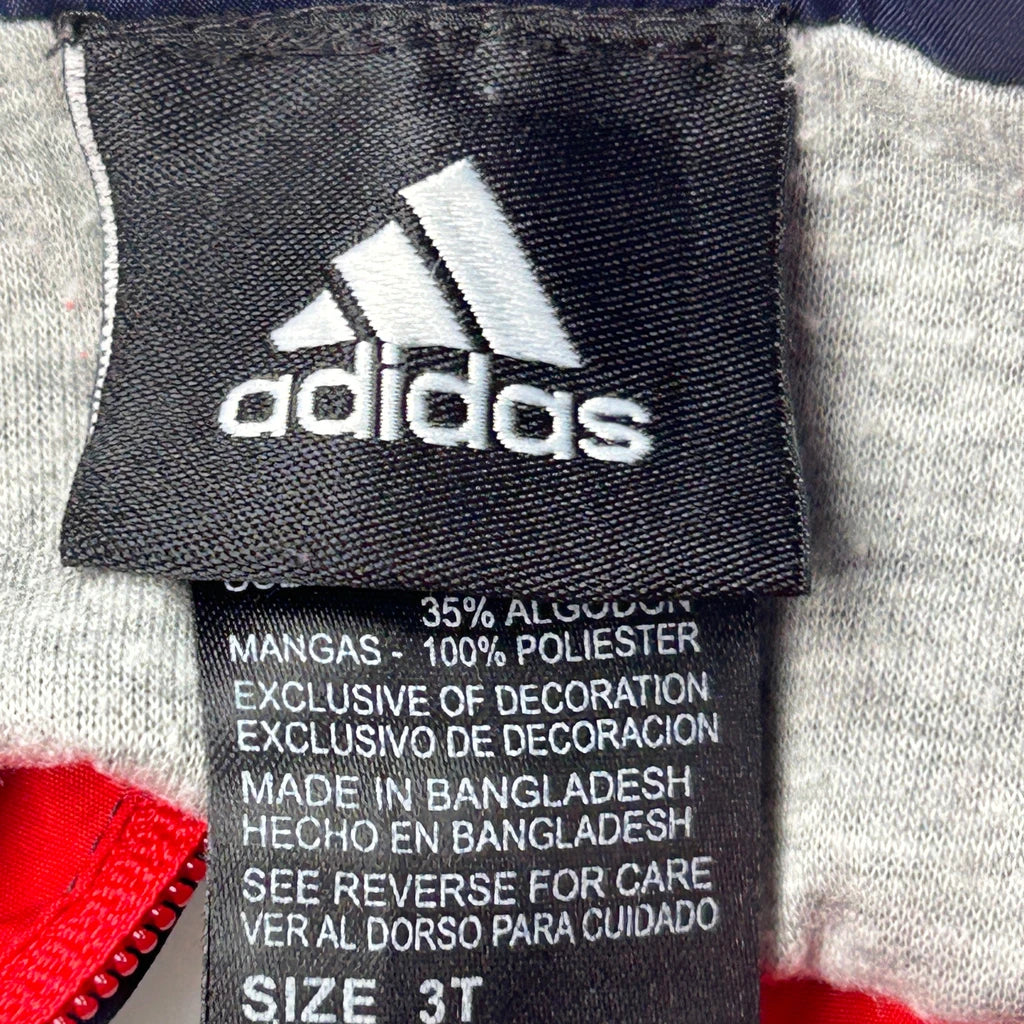 adidas
35% ALGODON
MANGAS - 100% POLIESTER
EXCLUSIVE OF DECORATION
EXCLUSIVO DE DECORACION
MADE IN BANGLADESH
HECHO EN BANGLADESH
SEE REVERSE FOR CARE
VER AL DORSO PARA CUIDADO
SIZE 3T